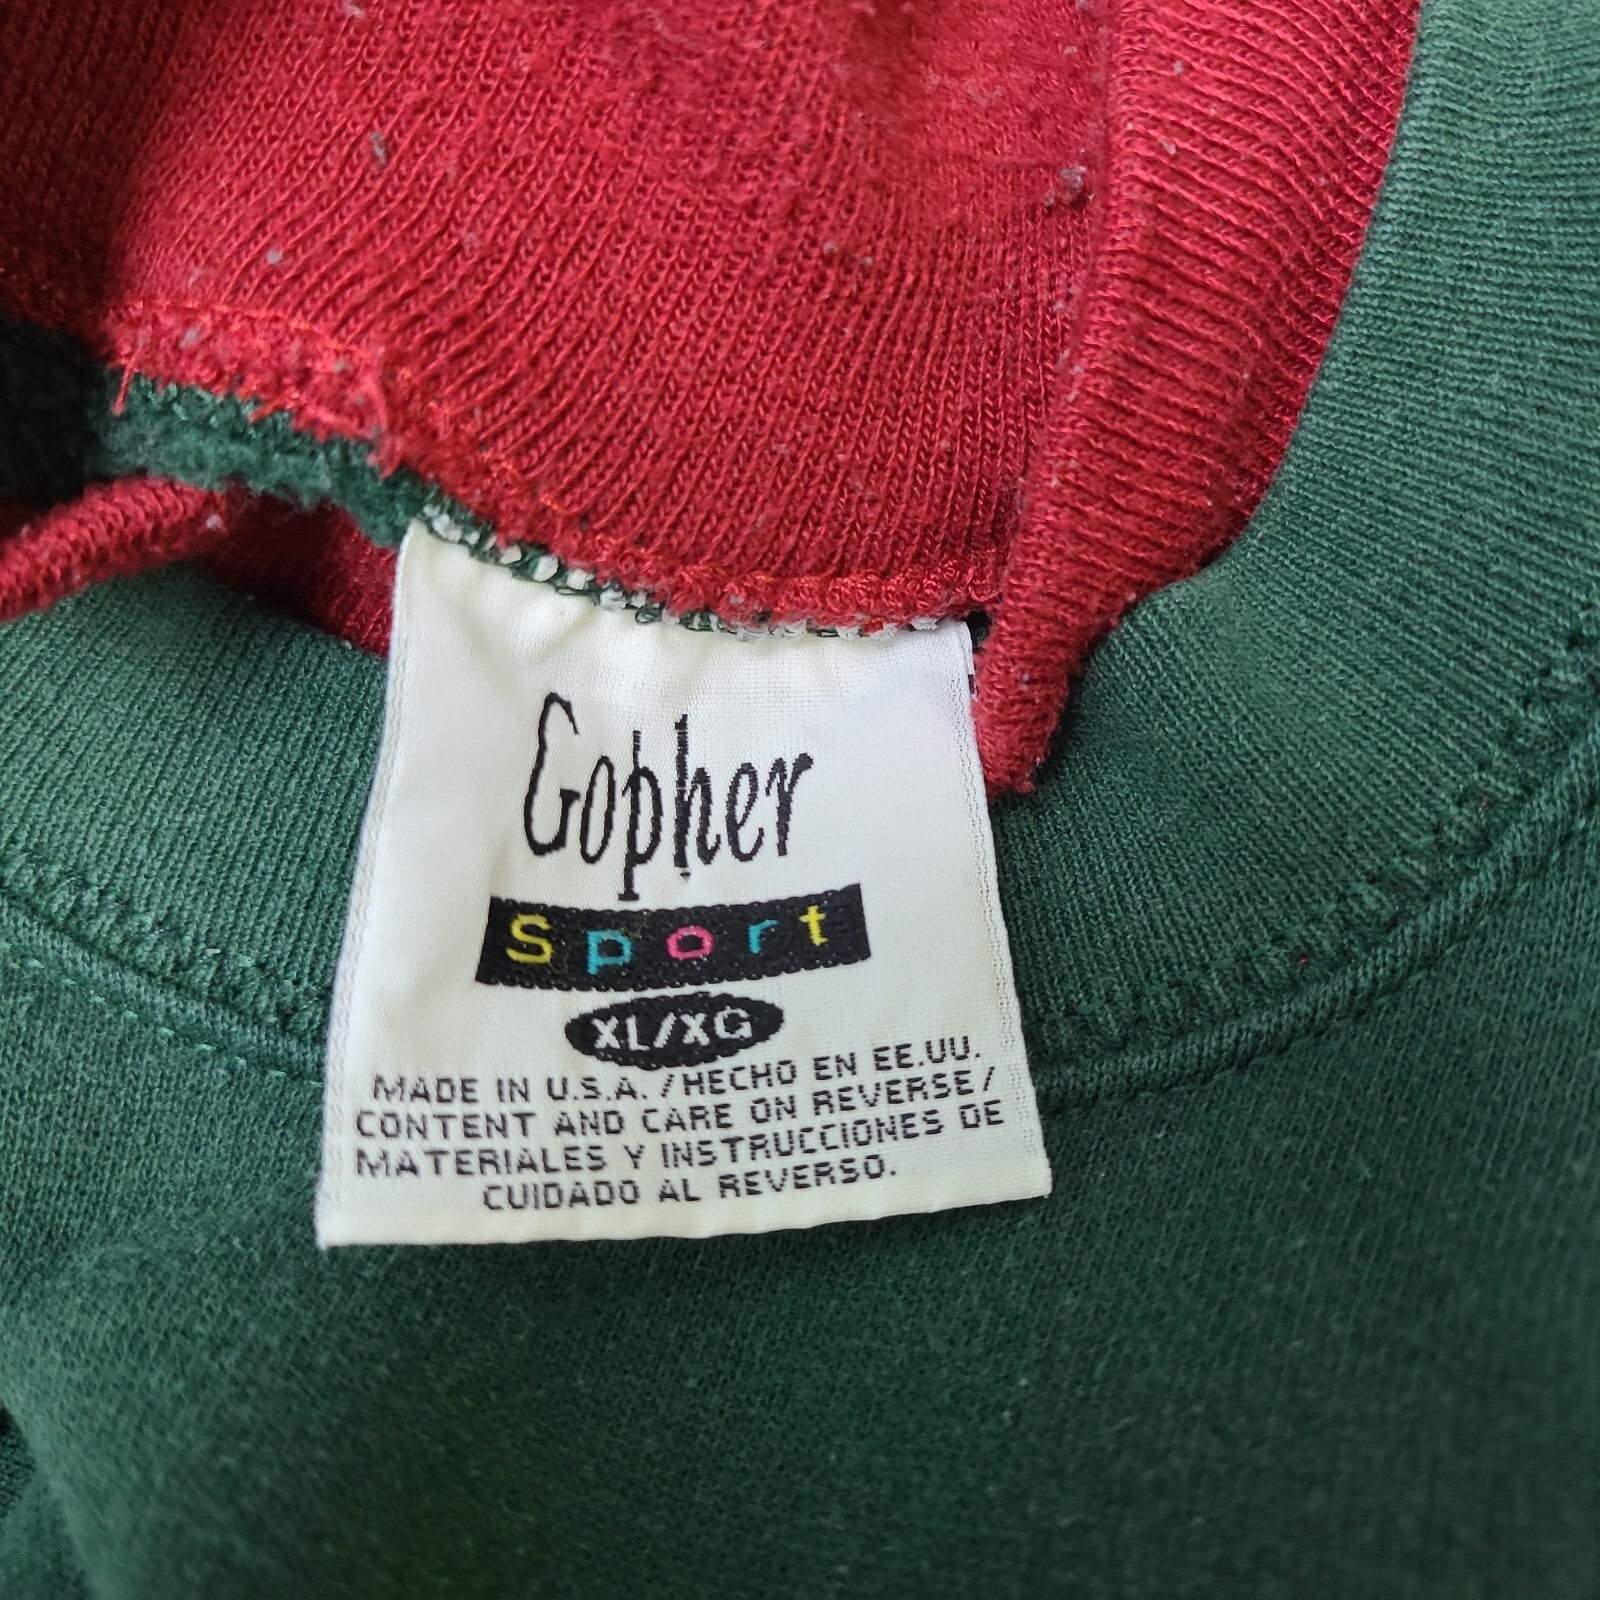 Gopher
Sport
XL/XG
MADE IN U.S.A./HECHO EN EE.UU.
CONTENT AND CARE ON REVERSE/
MATERIALES Y INSTRUCCIONES DE
CUIDADO AL REVERSO.